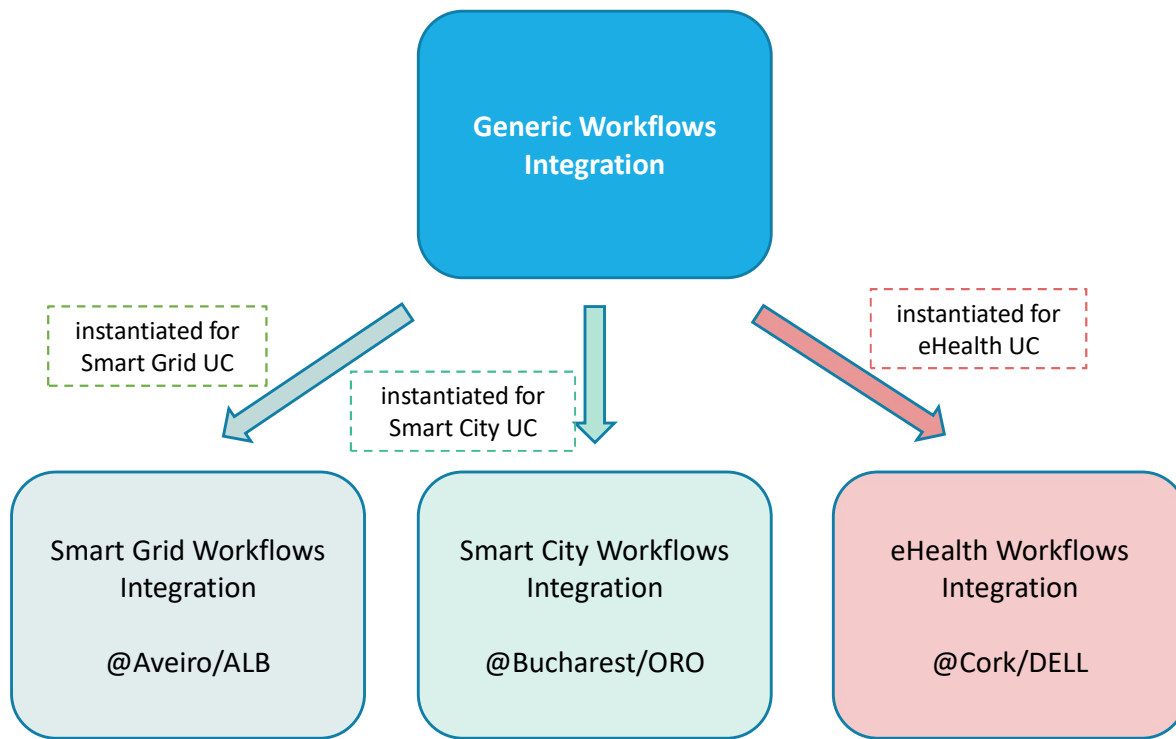 Generic Workflows
Integration
instantiated for
Smart Grid UC
instantiated for
Smart City UC
instantiated for
eHealth UC
Smart Grid Workflows
Integration
@Aveiro/ALB
Smart City Workflows
Integration
@Bucharest/ORO
eHealth Workflows
Integration
@Cork/DELL